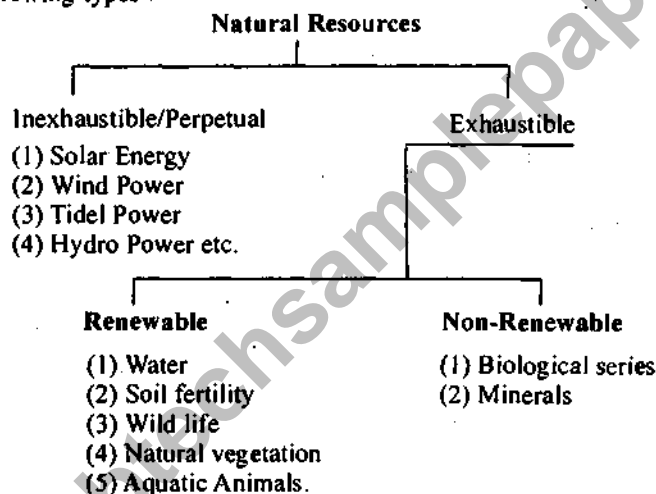 types :
Natural Resources
Inexhaustible/Perpetual
(1) Solar Energy
(2) Wind Power
(3) Tidel Power
(4) Hydro Power etc.
Exhaustible
Renewable
(1) Water
(2) Soil fertility
(3) Wild life
(4) Natural vegetation
(5) Aquatic Animals.
Non-Renewable
(1) Biological series
(2) Minerals